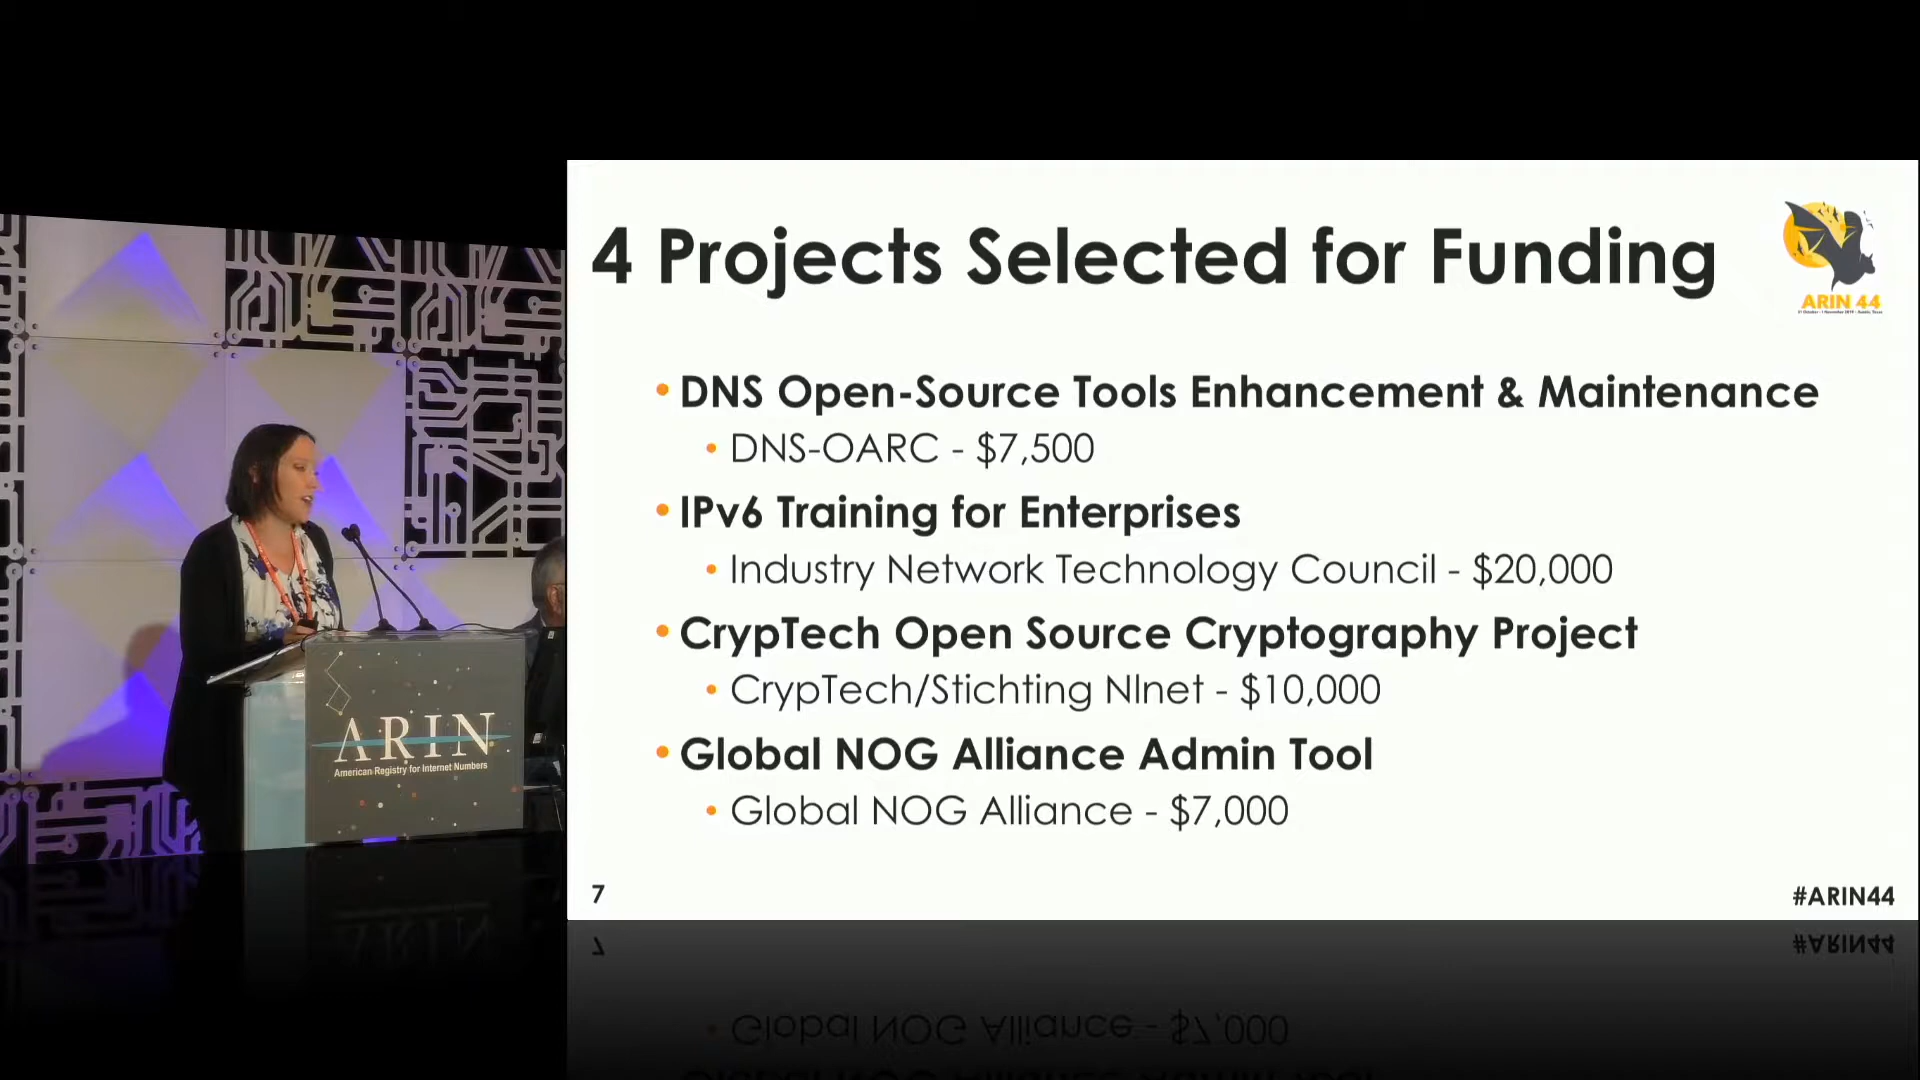 4 Projects Selected for Funding
ARIN 44
• DNS Open-Source Tools Enhancement & Maintenance
• DNS-OARC - $7,500
• IPv6 Training for Enterprises
• Industry Network Technology Council - $20,000
• CrypTech Open Source Cryptography Project
• CrypTech/Stichting Nlnet - $10,000
• Global NOG Alliance Admin Tool
• Global NOG Alliance - $7,000
7
#ARIN44
ARIN
American Registry for Internet Numbers